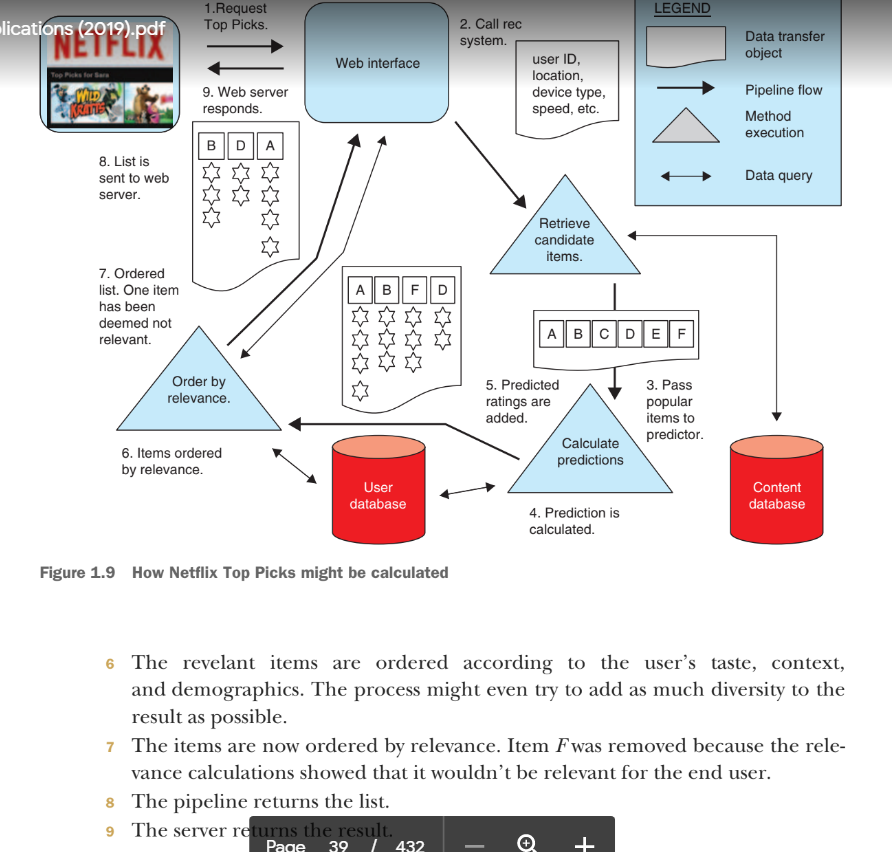 lications (2019).pdf
NETFLIX
Top Picks for Sara
WILD
KRATTS
1.Request
Top Picks.
9. Web server
responds.
Web interface
2. Call rec
system.
user ID,
location,
device type,
speed, etc.
LEGEND
Data transfer
object
Pipeline flow
Method
execution
Data query
8. List is
sent to web
server.
B D A
Retrieve
candidate
items.
7. Ordered
list. One item
has been
deemed not
relevant.
A B F D
A B C D E F
Order by
relevance.
5. Predicted
ratings are
added.
3. Pass
popular
items to
predictor.
Calculate
predictions
6. Items ordered
by relevance.
User
database
Content
database
4. Prediction is
calculated.
Figure 1.9 How Netflix Top Picks might be calculated
6 The revelant items are ordered according to the user's taste, context,
and demographics. The process might even try to add as much diversity to the
result as possible.
7 The items are now ordered by relevance. Item F was removed because the rele-
vance calculations showed that it wouldn't be relevant for the end user.
8 The pipeline returns the list.
9 The server returns the result.
Page 39 / 432